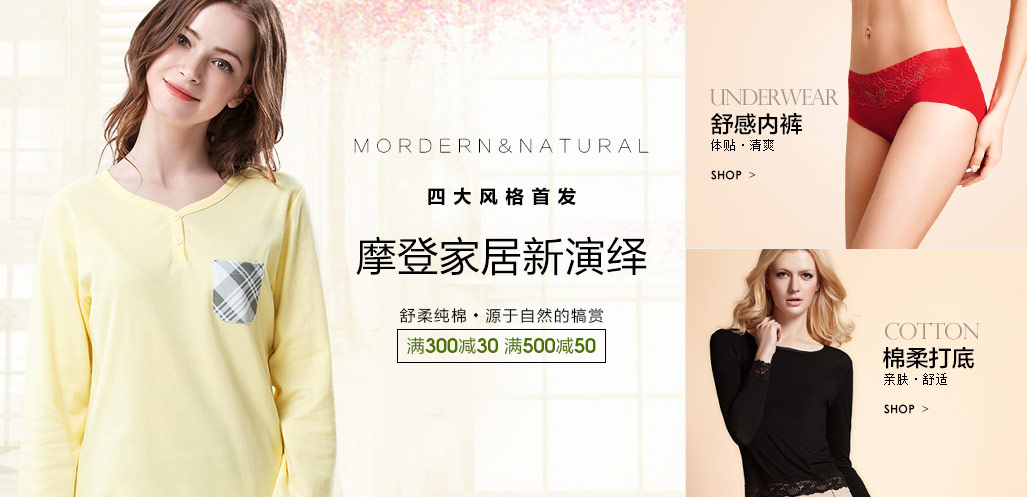 MORDERN&NATURAL
四大风格首发
摩登家居新演绎
舒柔纯棉·源于自然的犒赏
满300减30 满500减50
UNDERWEAR
舒感内裤
体贴·清爽
SHOP >
COTTON
棉柔打底
亲肤·舒适
SHOP >